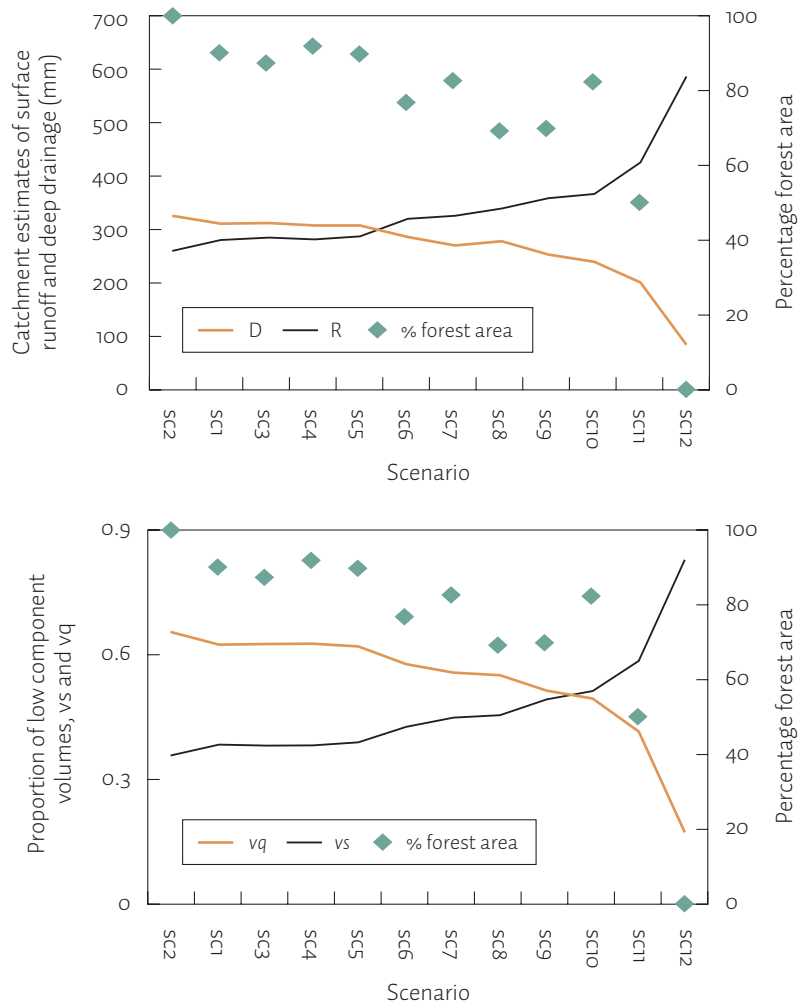 700
600
500
400
300
200
100
0
Catchment estimates of surface
runoff and deep drainage (mm)
100
80
60
40
20
0
Percentage forest area
D R % forest area
SC2 SC1 SC3 SC4 SC5 SC6 SC7 SC8 SC9 SC10 SC11 SC12
Scenario
0.9
0.6
0.3
0
Proportion of low component
volumes, vs and vq
100
80
60
40
20
0
Percentage forest area
vq vs % forest area
SC2 SC1 SC3 SC4 SC5 SC6 SC7 SC8 SC9 SC10 SC11 SC12
Scenario